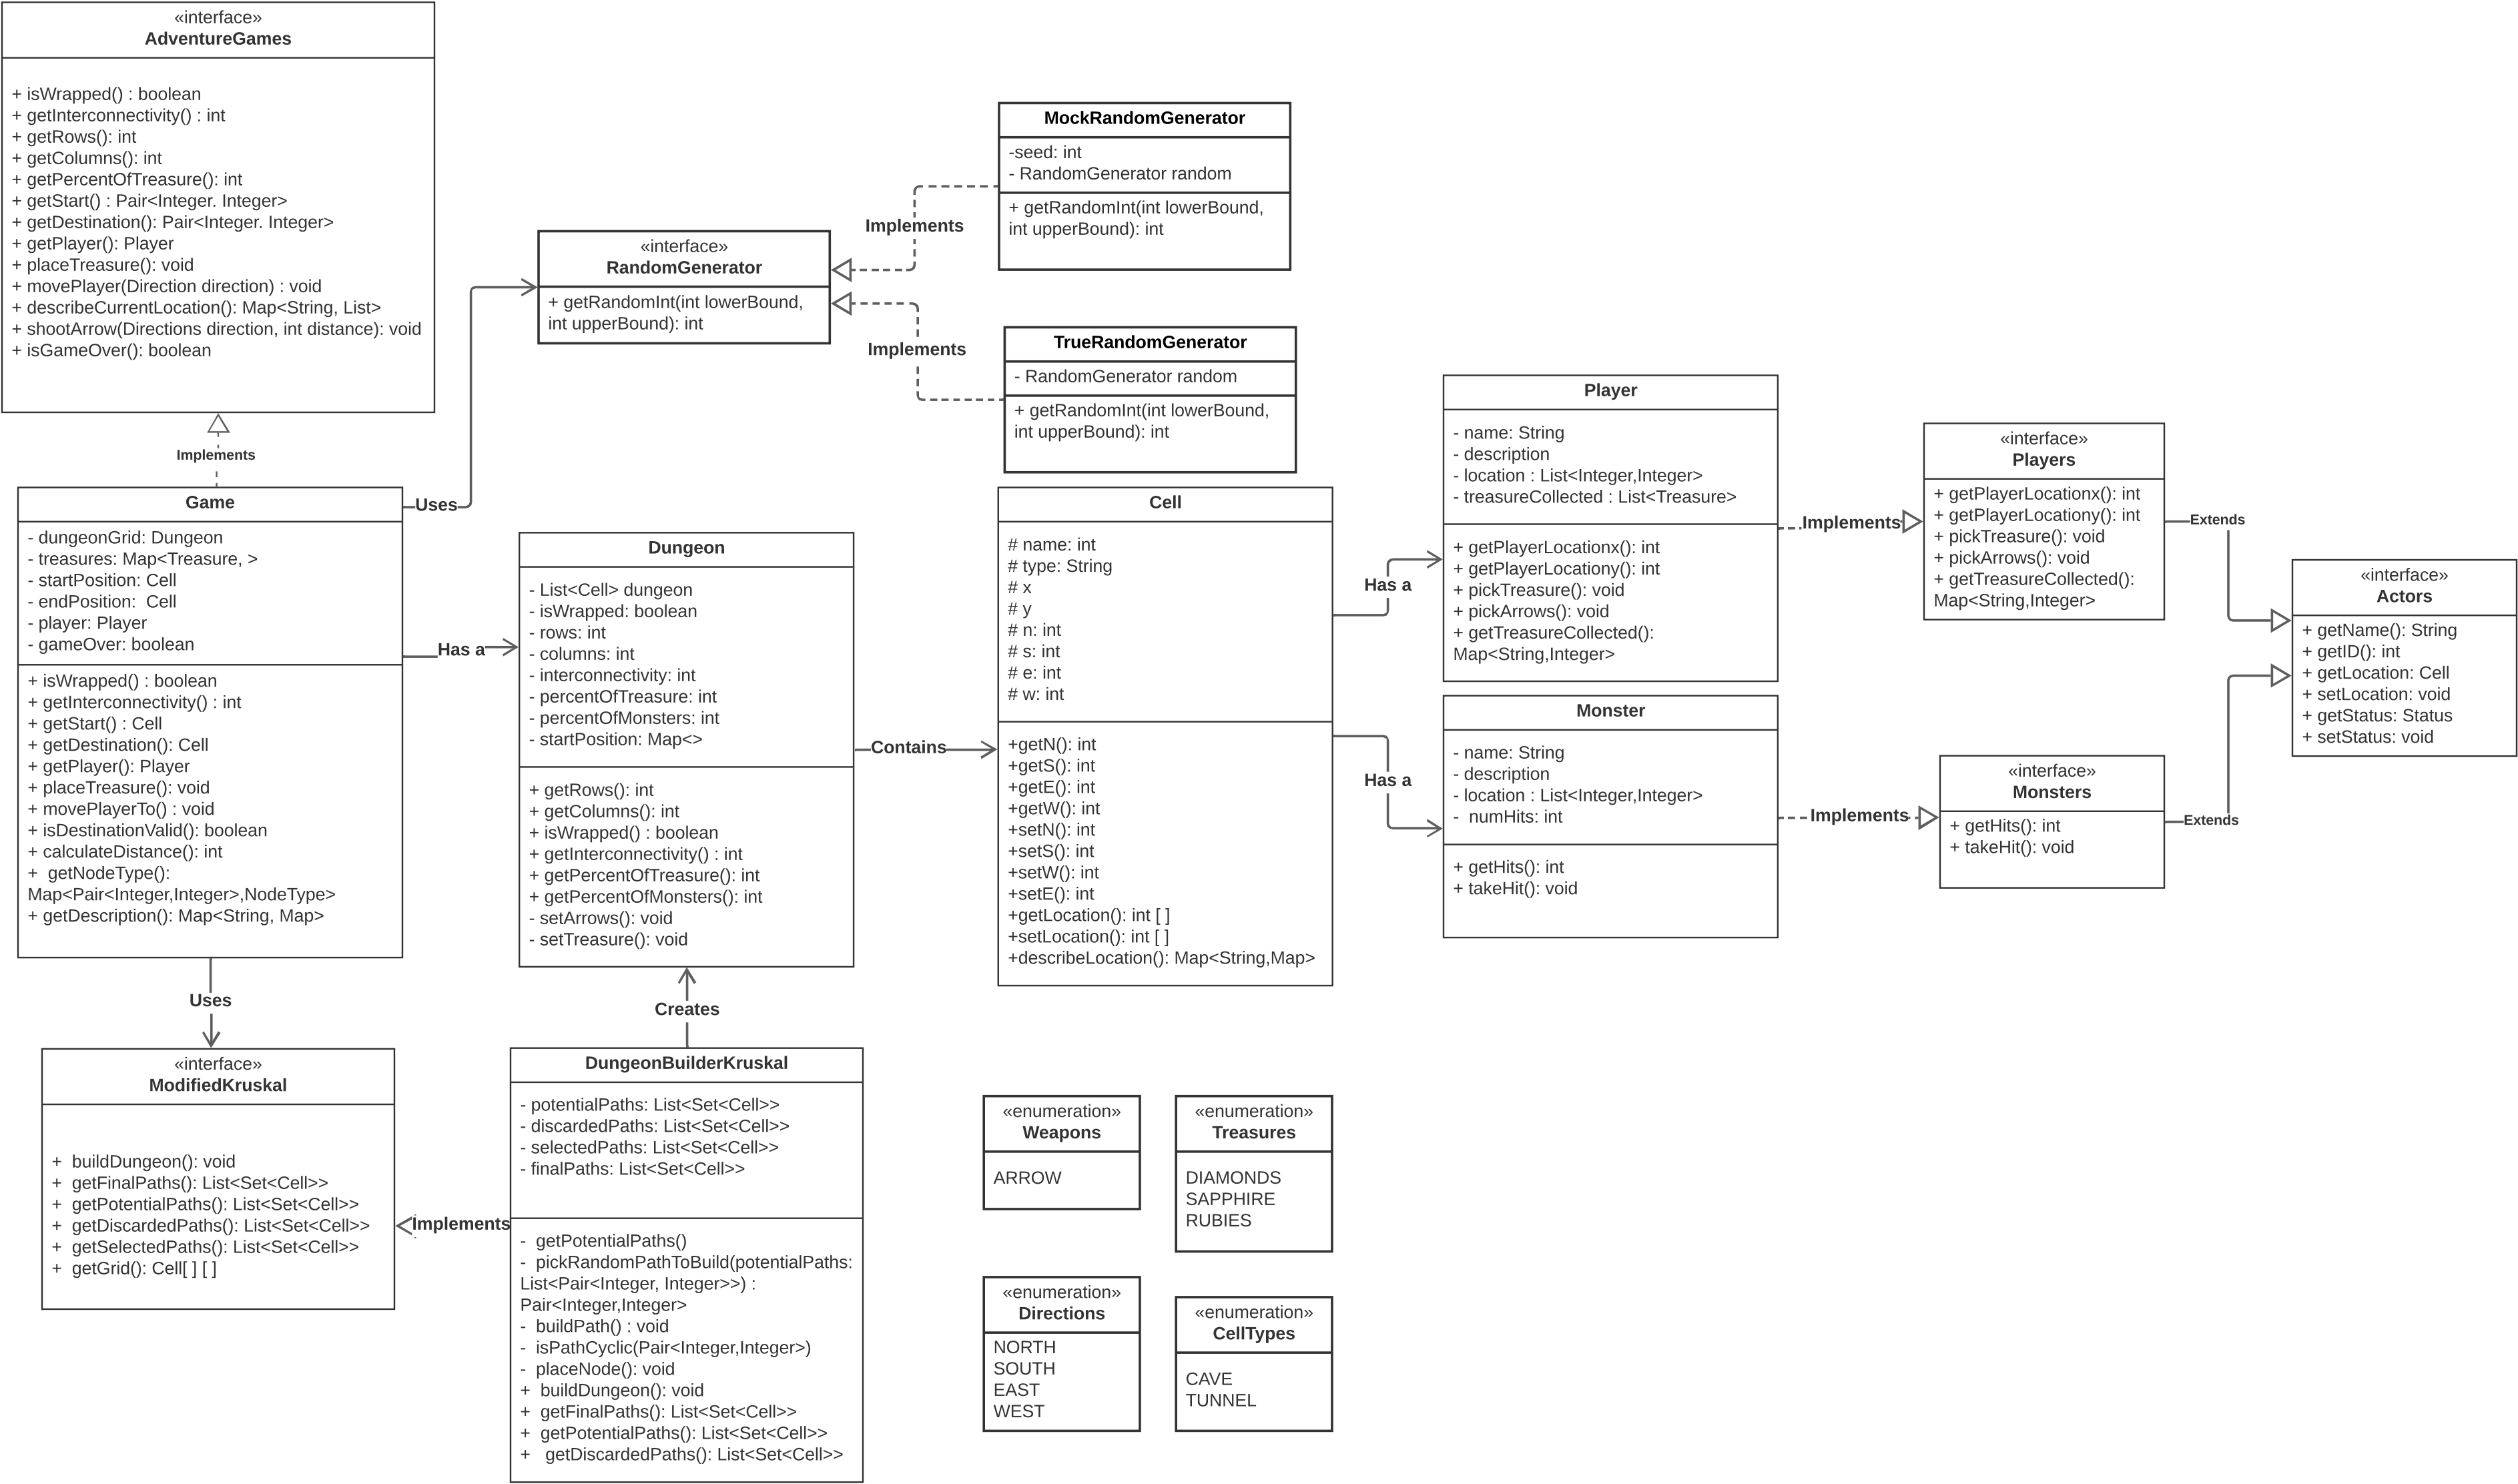 «interface»
AdventureGames
+ isWrapped() : boolean
+ getInterconnectivity() : int
+ getRows(): int
+ getColumns(): int
+ getPercentOfTreasure(): int
+ getStart() : Pair<Integer. Integer>
+ getDestination(): Pair<Integer. Integer>
+ getPlayer(): Player
+ placeTreasure(): void
+ movePlayer(Direction direction) : void
+ describeCurrentLocation(): Map<String, List>
+ shootArrow(Directions direction, int distance): void
+ isGameOver(): boolean
Implements
Game
- dungeonGrid: Dungeon
- treasures: Map<Treasure, >
- startPosition: Cell
- endPosition:  Cell
- player: Player
- gameOver: boolean
+ isWrapped() : boolean
+ getInterconnectivity() : int
+ getStart() : Cell
+ getDestination(): Cell
+ getPlayer(): Player
+ placeTreasure(): void
+ movePlayerTo() : void
+ isDestinationValid(): boolean
+ calculateDistance(): int
+  getNodeType():
Map<Pair<Integer,Integer>,NodeType>
+ getDescription(): Map<String, Map>
Uses
Has a
Uses
«interface»
ModifiedKruskal
+  buildDungeon(): void
+  getFinalPaths(): List<Set<Cell>>
+  getPotentialPaths(): List<Set<Cell>>
+  getDiscardedPaths(): List<Set<Cell>>
+  getSelectedPaths(): List<Set<Cell>>
+  getGrid(): Cell[ ] [ ]
«interface»
RandomGenerator
+ getRandomInt(int lowerBound,
int upperBound): int
Implements
Implements
MockRandomGenerator
-seed: int
- RandomGenerator random
+ getRandomInt(int lowerBound,
int upperBound): int
TrueRandomGenerator
- RandomGenerator random
+ getRandomInt(int lowerBound,
int upperBound): int
Dungeon
- List<Cell> dungeon
- isWrapped: boolean
- rows: int
- columns: int
- interconnectivity: int
- percentOfTreasure: int
- percentOfMonsters: int
- startPosition: Map<>
+ getRows(): int
+ getColumns(): int
+ isWrapped() : boolean
+ getInterconnectivity() : int
+ getPercentOfTreasure(): int
+ getPercentOfMonsters(): int
- setArrows(): void
- setTreasure(): void
Contains
Creates
Implements
DungeonBuilderKruskal
- potentialPaths: List<Set<Cell>>
- discardedPaths: List<Set<Cell>>
- selectedPaths: List<Set<Cell>>
- finalPaths: List<Set<Cell>>
-  getPotentialPaths()
-  pickRandomPathToBuild(potentialPaths:
List<Pair<Integer, Integer>>) :
Pair<Integer,Integer>
-  buildPath() : void
-  isPathCyclic(Pair<Integer,Integer>)
-  placeNode(): void
+  buildDungeon(): void
+  getFinalPaths(): List<Set<Cell>>
+  getPotentialPaths(): List<Set<Cell>>
+   getDiscardedPaths(): List<Set<Cell>>
Cell
# name: int
# type: String
# x
# y
# n: int
# s: int
# e: int
# w: int
+getN(): int
+getS(): int
+getE(): int
+getW(): int
+setN(): int
+setS(): int
+setW(): int
+setE(): int
+getLocation(): int [ ]
+setLocation(): int [ ]
+describeLocation(): Map<String,Map>
Has a
Has a
Player
- name: String
- description
- location : List<Integer,Integer>
- treasureCollected : List<Treasure>
+ getPlayerLocationx(): int
+ getPlayerLocationy(): int
+ pickTreasure(): void
+ pickArrows(): void
+ getTreasureCollected():
Map<String,Integer>
Monster
- name: String
- description
- location : List<Integer,Integer>
-  numHits: int
+ getHits(): int
+ takeHit(): void
Implements
Implements
«interface»
Players
+ getPlayerLocationx(): int
+ getPlayerLocationy(): int
+ pickTreasure(): void
+ pickArrows(): void
+ getTreasureCollected():
Map<String,Integer>
«interface»
Monsters
+ getHits(): int
+ takeHit(): void
Extends
Extends
«interface»
Actors
+ getName(): String
+ getID(): int
+ getLocation: Cell
+ setLocation: void
+ getStatus: Status
+ setStatus: void
«enumeration»
Weapons
ARROW
«enumeration»
Treasures
DIAMONDS
SAPPHIRE
RUBIES
«enumeration»
Directions
NORTH
SOUTH
EAST
WEST
«enumeration»
CellTypes
CAVE
TUNNEL